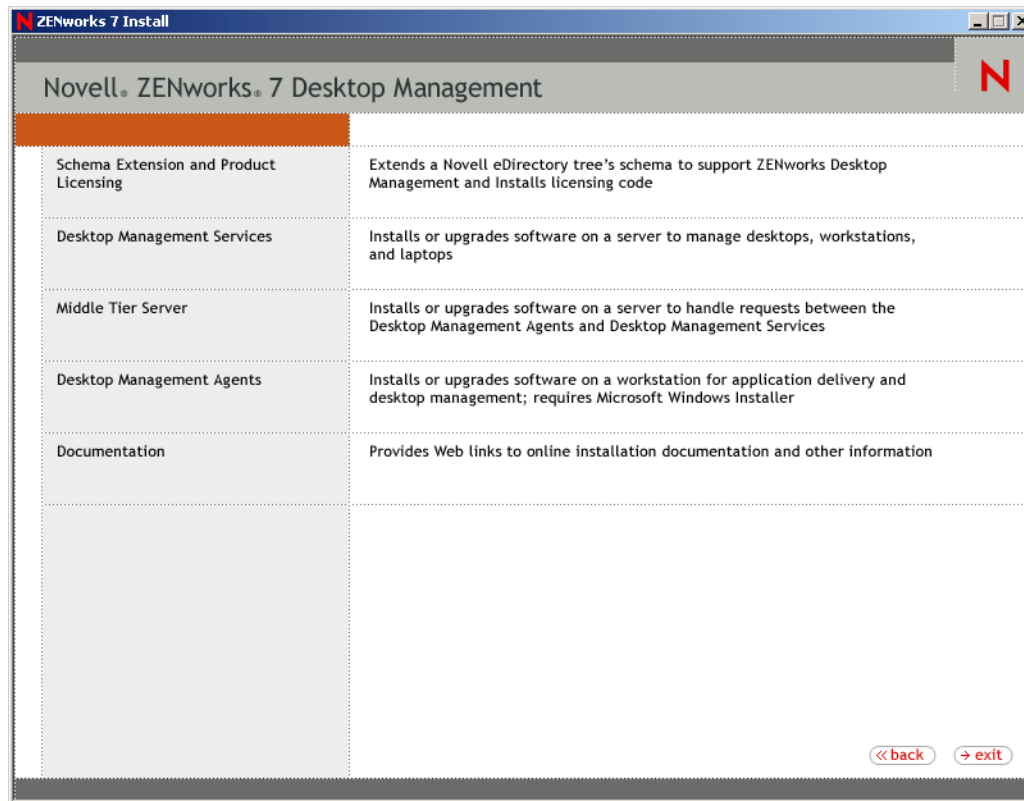 N ZENworks 7 Install
Novell® ZENworks® 7 Desktop Management
N
Schema Extension and Product
Licensing
Extends a Novell eDirectory tree's schema to support ZENworks Desktop
Management and Installs licensing code
Desktop Management Services
Installs or upgrades software on a server to manage desktops, workstations,
and laptops
Middle Tier Server
Installs or upgrades software on a server to handle requests between the
Desktop Management Agents and Desktop Management Services
Desktop Management Agents
Installs or upgrades software on a workstation for application delivery and
desktop management; requires Microsoft Windows Installer
Documentation
Provides Web links to online installation documentation and other information
« back
→ exit